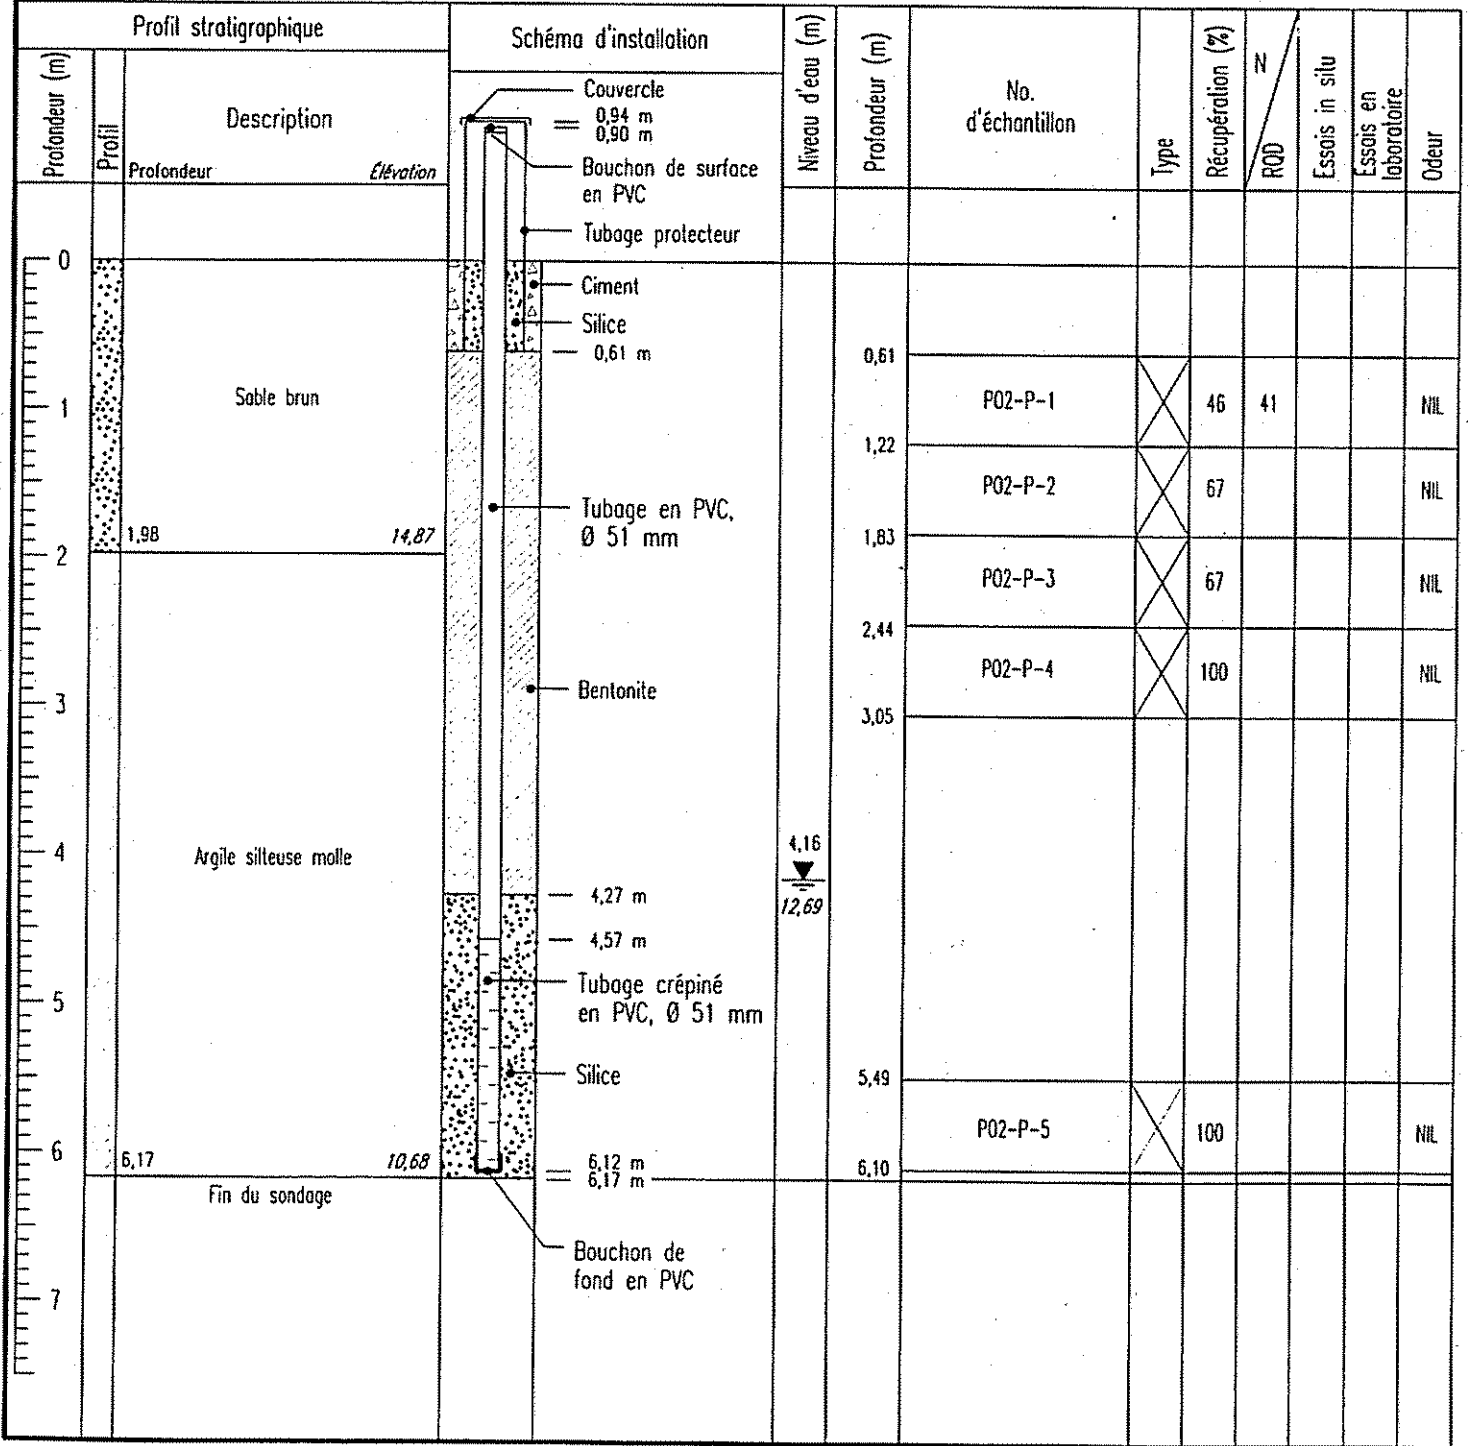 Profil stratigraphique
Schéma d'installation
Profondeur (m)
Profil
Description
Profondeur
Élévation
Niveau d'eau (m)
Profondeur (m)
No.
d'échantillon
Type
Récupération (%)
N
RQD
Essais in situ
Essais en
laboratoire
Odeur
Couvercle
0,94 m
0,90 m
Bouchon de surface
en PVC
Tubage protecteur
0
Ciment
Silice
0,61 m
0,61
Sable brun
1
P02-P-1
46
41
NIL
1,22
P02-P-2
67
NIL
Tubage en PVC,
Ø 51 mm
1,98
14,87
1,83
2
P02-P-3
67
NIL
2,44
P02-P-4
100
NIL
Bentonite
3
3,05
4
Argile silteuse molle
4,16
12,69
4,27 m
4,57 m
Tubage crépiné
en PVC, Ø 51 mm
5
Silice
5,49
P02-P-5
100
NIL
6
6,17
10,68
6,12 m
6,17 m
6,10
Fin du sondage
Bouchon de
fond en PVC
7